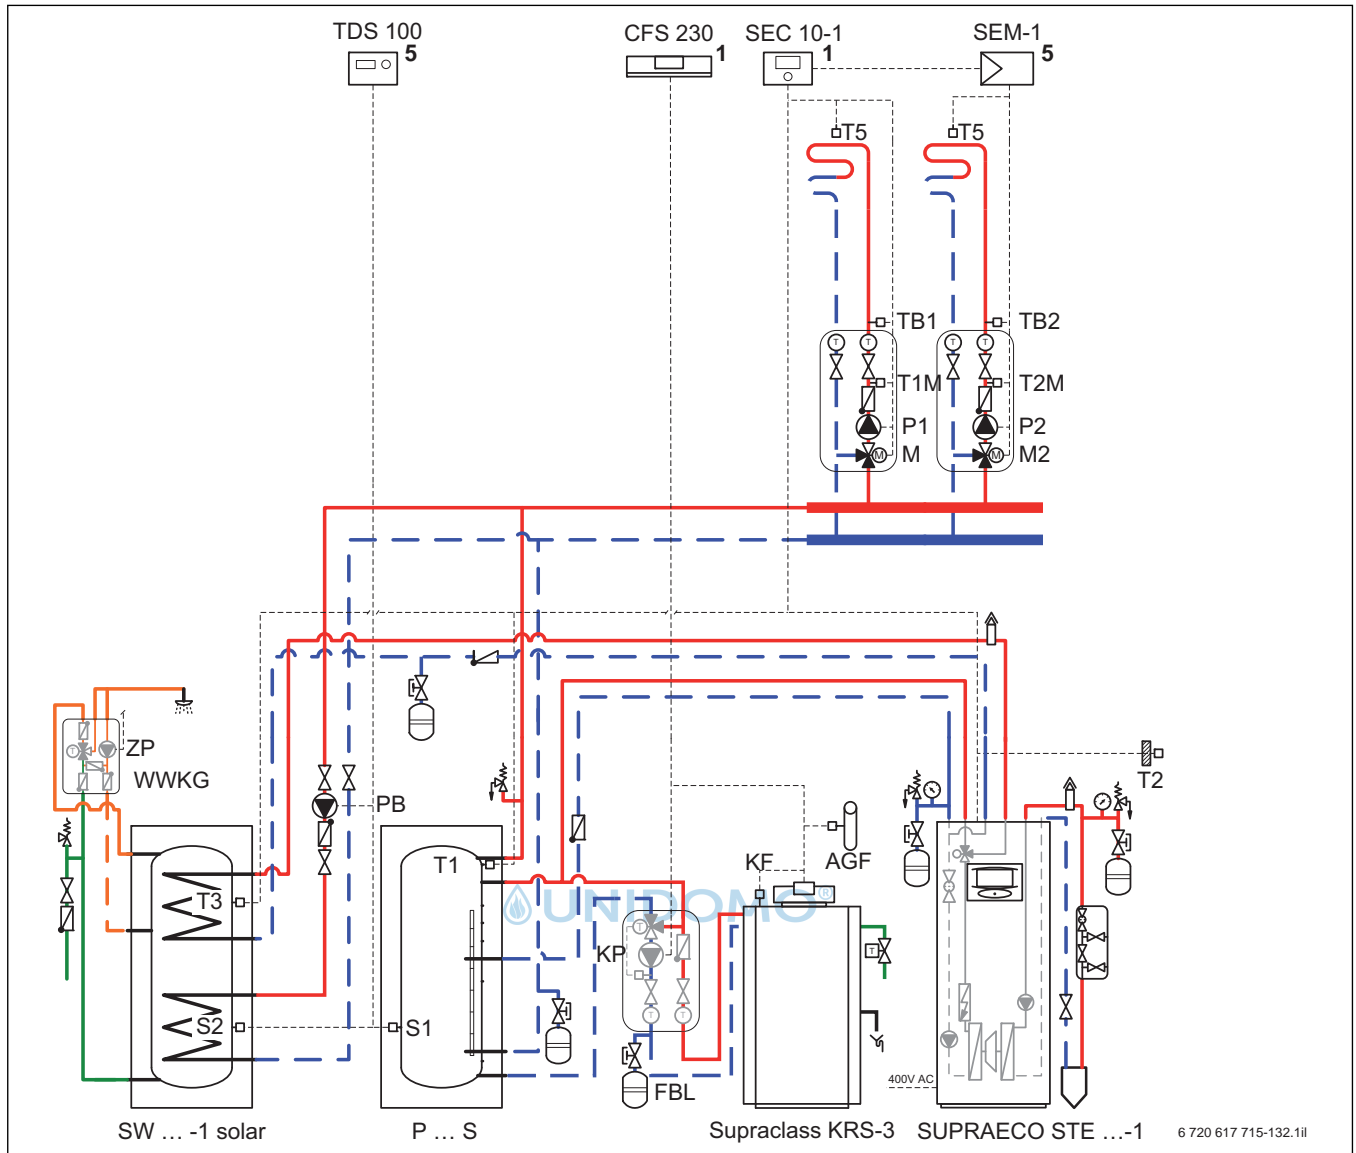 TDS 100
5
CFS 230
1
SEC 10-1
1
SEM-1
5
T5
T5
TB1
TB2
T
T
T
T
T1M
T2M
P1
P2
M
M
M
M2
ZP
T
WWKG
PB
T2
T1
KF
AGF
T3
UNIDOMO®
KP
T
T
S2
S1
T
T
FBL
400V AC
SW ... -1 solar
P ... S
Supraclass KRS-3
SUPRAECO STE ...-1
6 720 617 715-132.1il